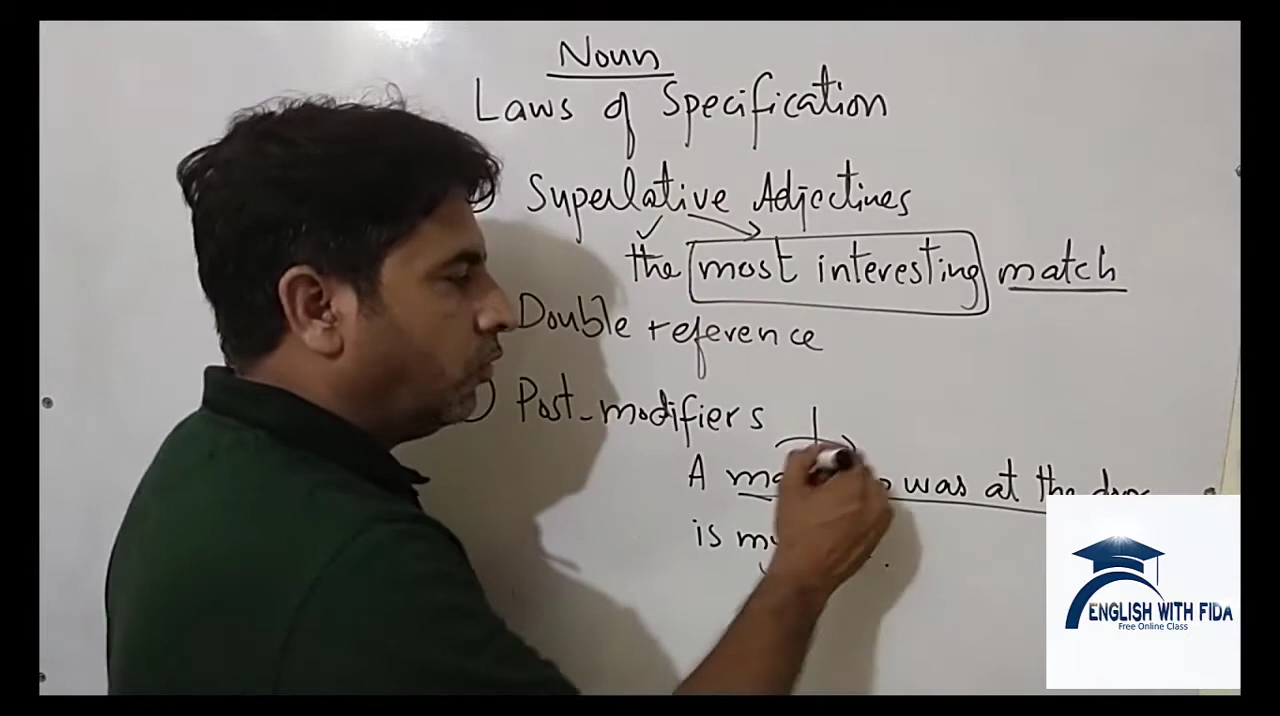 Noun
Laws of Specification
Superlative Adjectives
the most interesting match
Double reference
Post-modifiers
A was at the door
is
ENGLISH WITH FIDA
Free Online Class